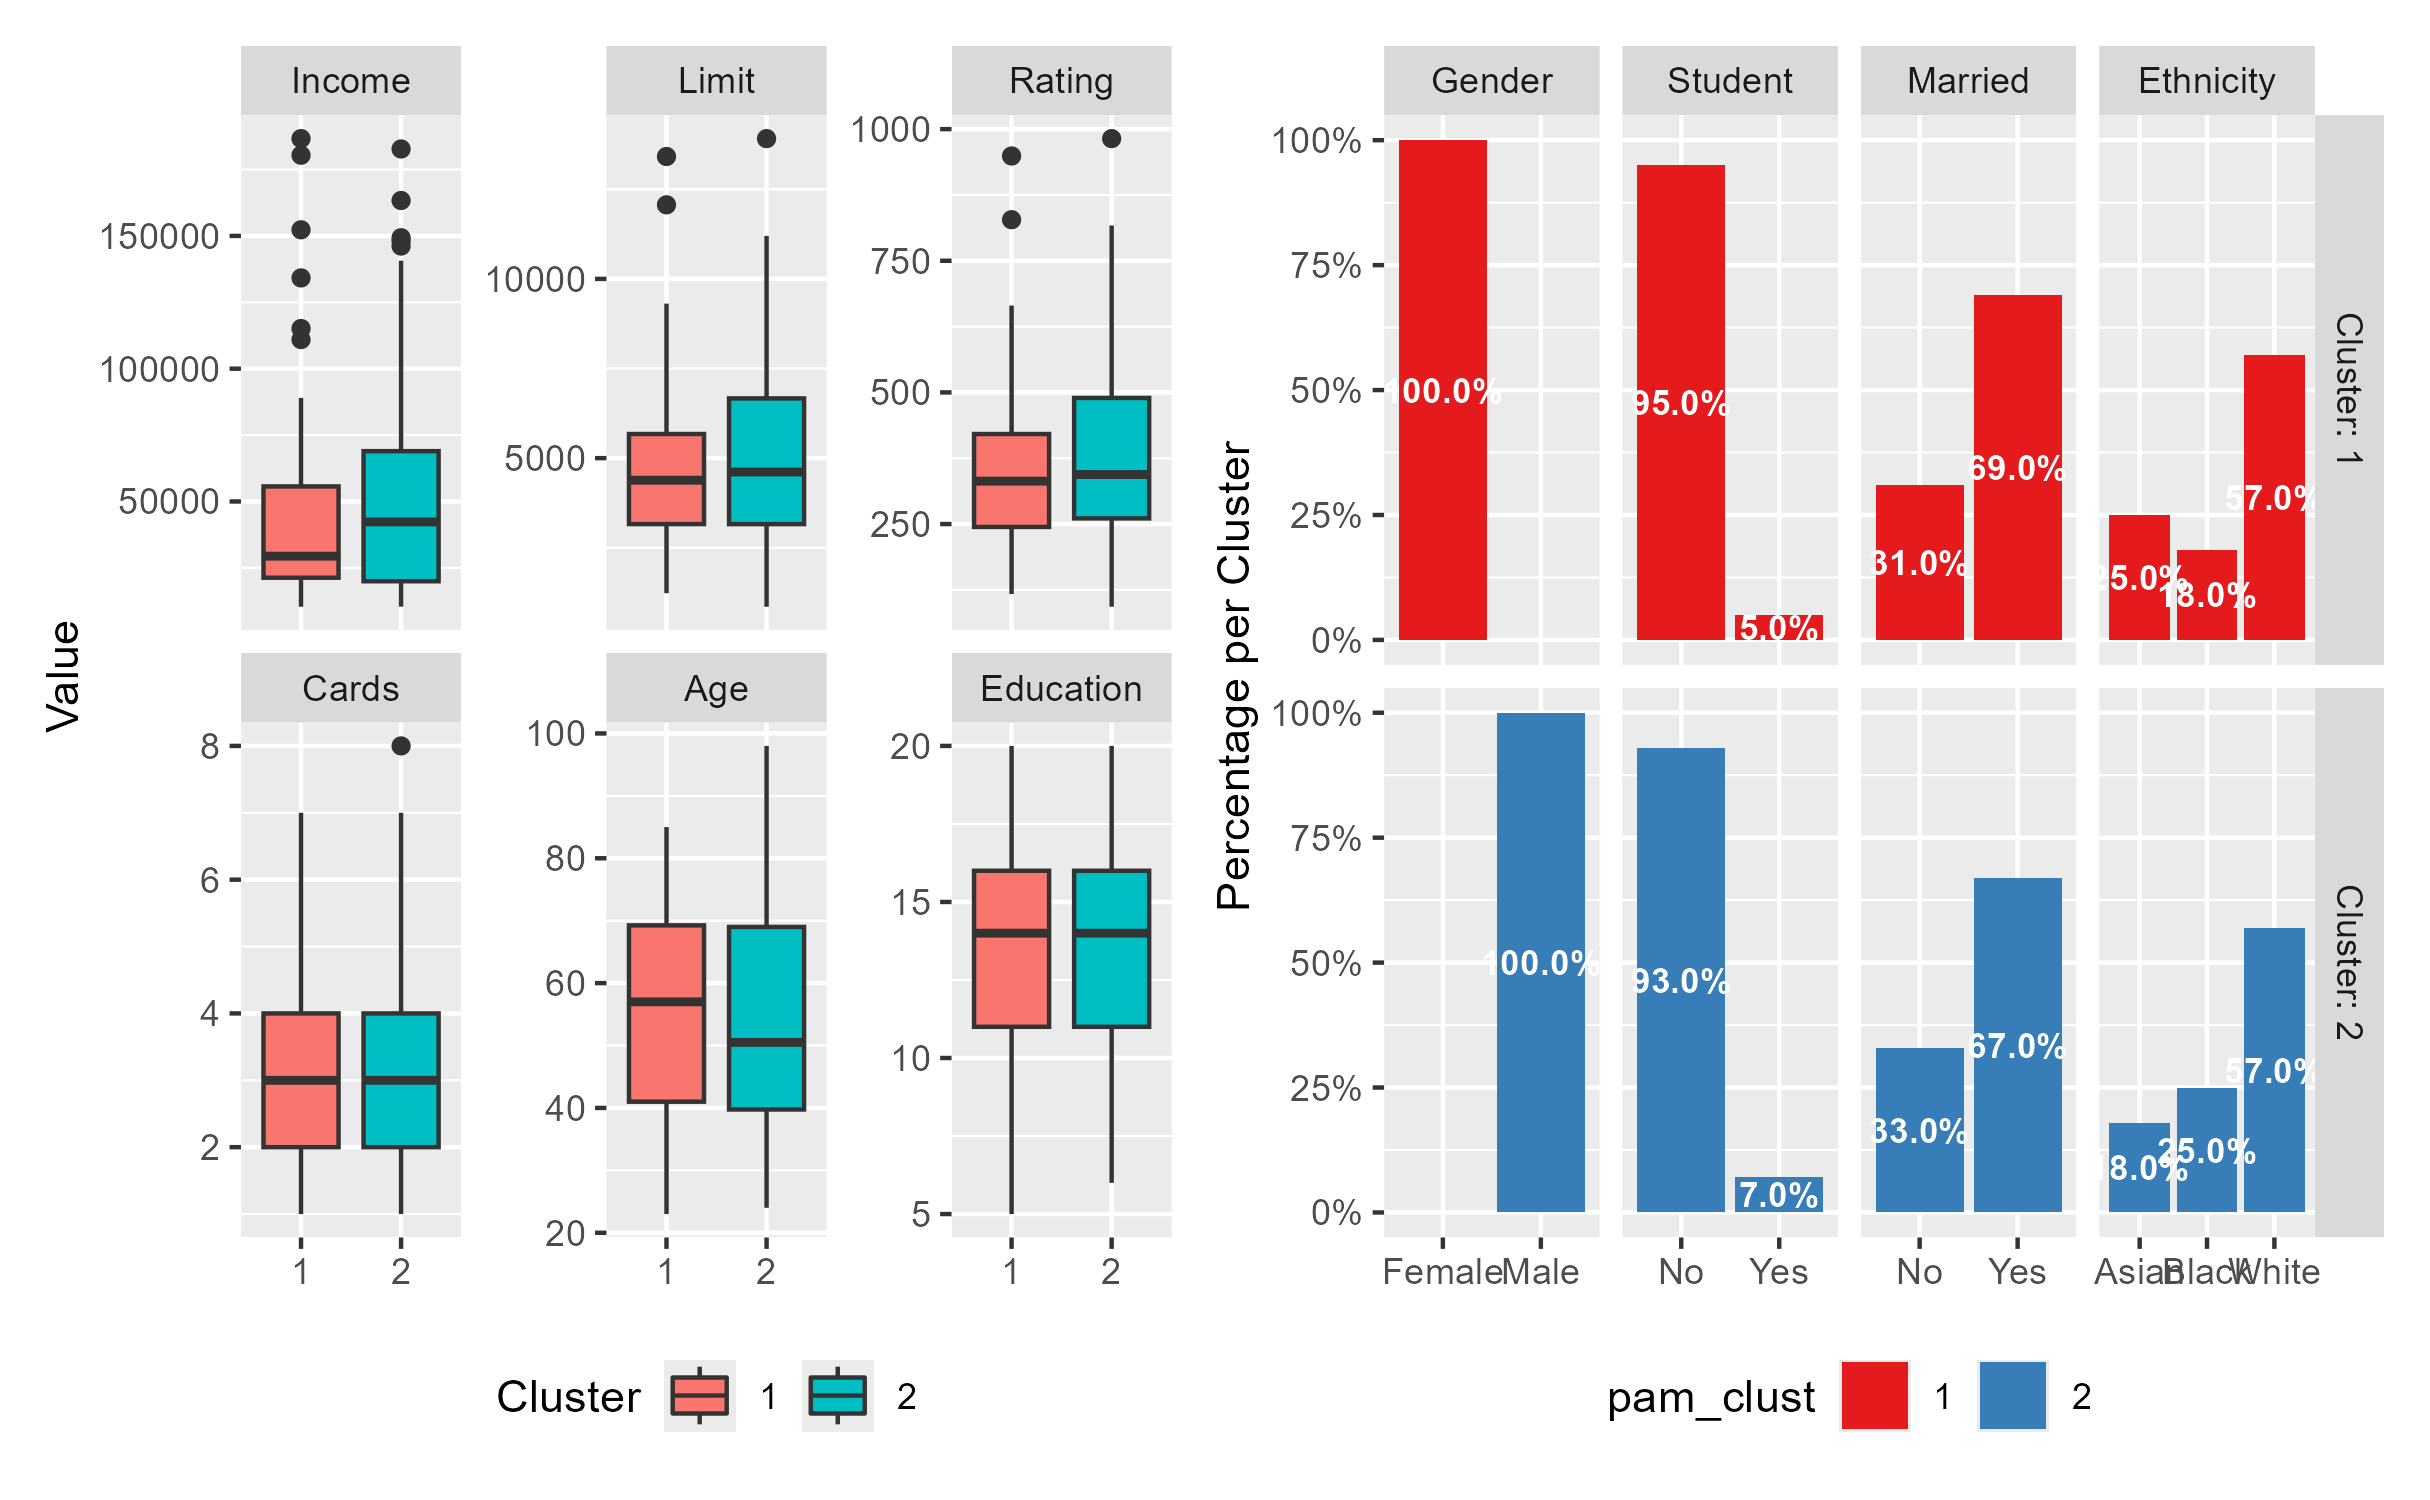 Income
Limit
Rating
150000
100000
50000
10000
5000
1000
750
500
250
Value
Cards
Age
Education
8
6
4
2
100
80
60
40
20
20
15
10
5
1 2
1 2
1 2
Cluster 1 2
Gender
Student
Married
Ethnicity
Percentage per Cluster
100%
75%
50%
25%
0%
100.0%
95.0%
5.0%
31.0%
69.0%
25.0%
18.0%
57.0%
Cluster: 1
100%
75%
50%
25%
0%
100.0%
93.0%
7.0%
33.0%
67.0%
18.0%
25.0%
57.0%
Cluster: 2
Female Male
No Yes
No Yes
Asian Black White
pam_clust 1 2